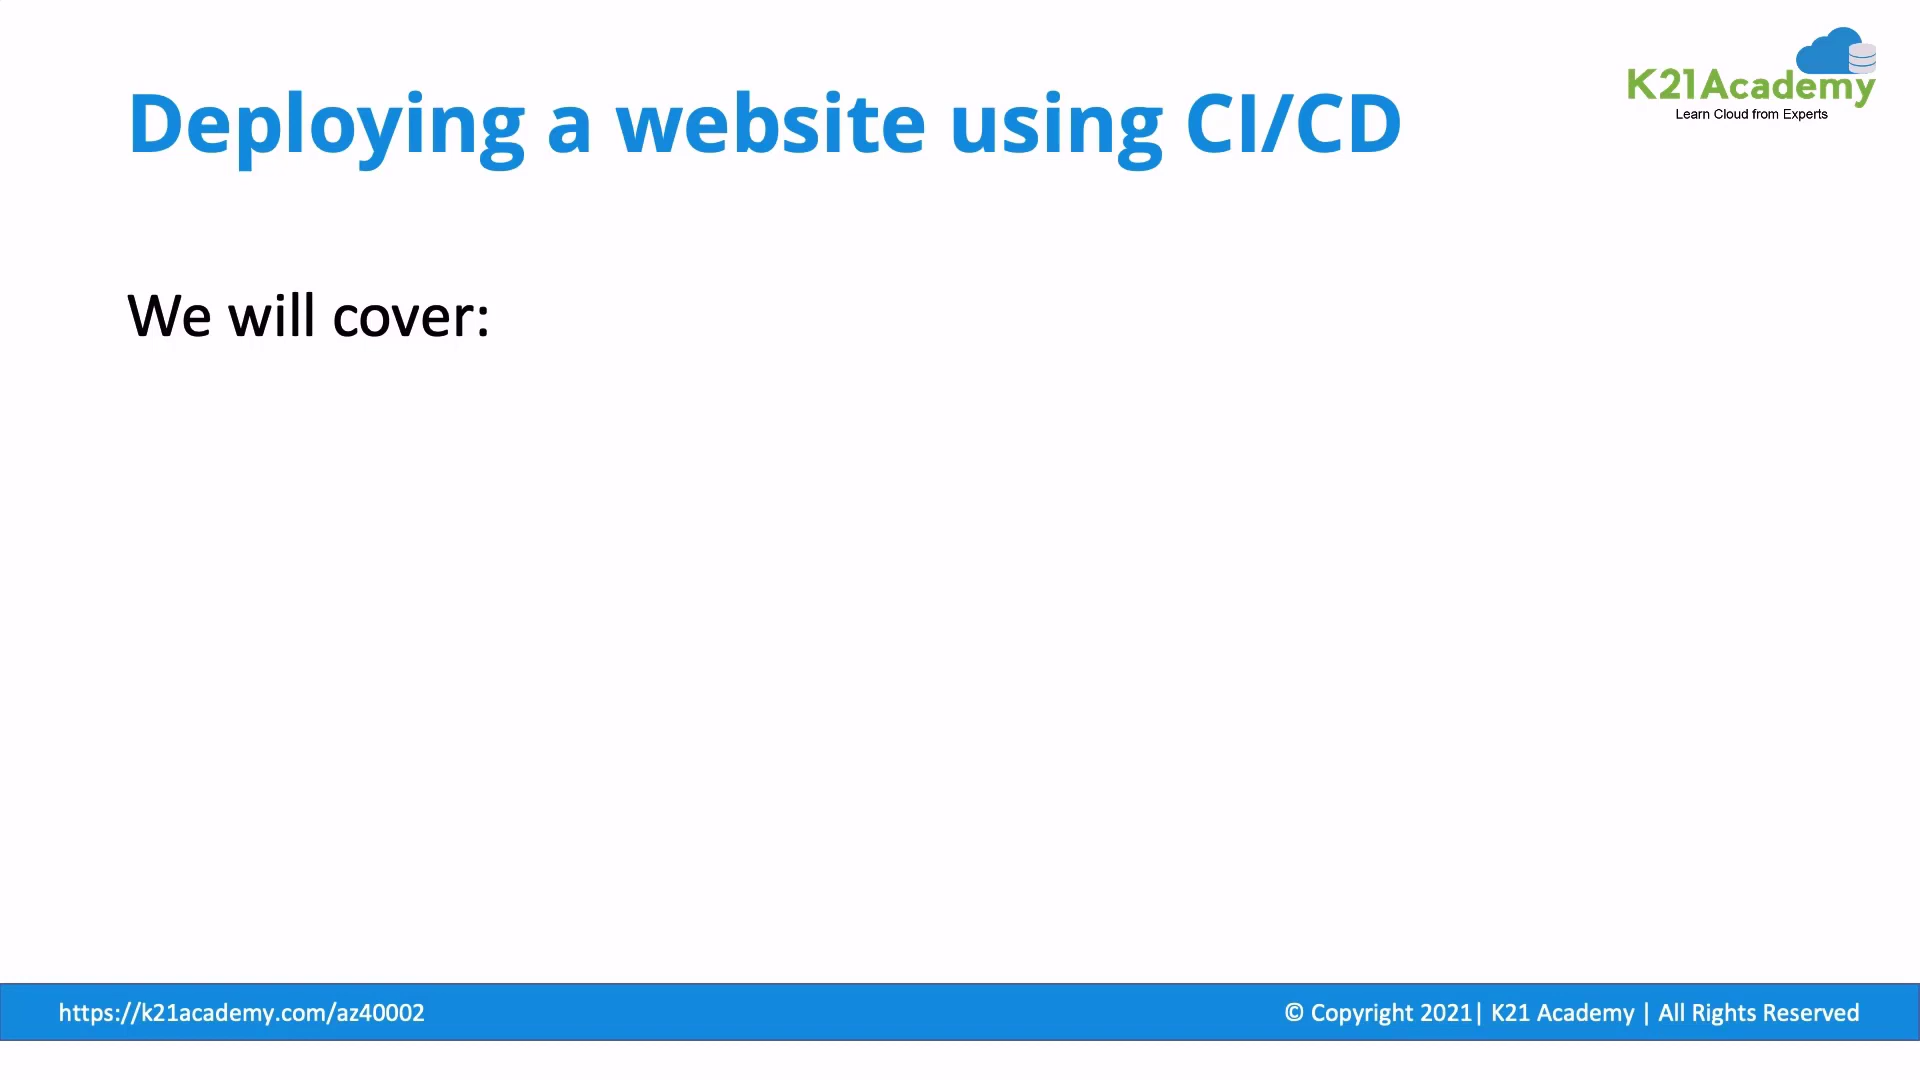 Deploying a website using CI/CD
K21Academy
Learn Cloud from Experts
We will cover:
https://k21academy.com/az40002
© Copyright 2021| K21 Academy | All Rights Reserved